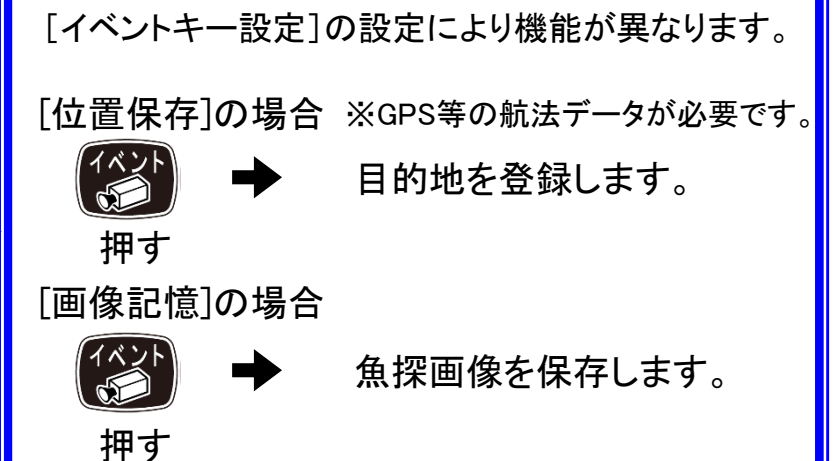 [イベントキー設定]の設定により機能が異なります。
[位置保存]の場合 ※GPS等の航法データが必要です。
イベント
目的地を登録します。
押す
[画像記憶]の場合
イベント
魚探画像を保存します。
押す